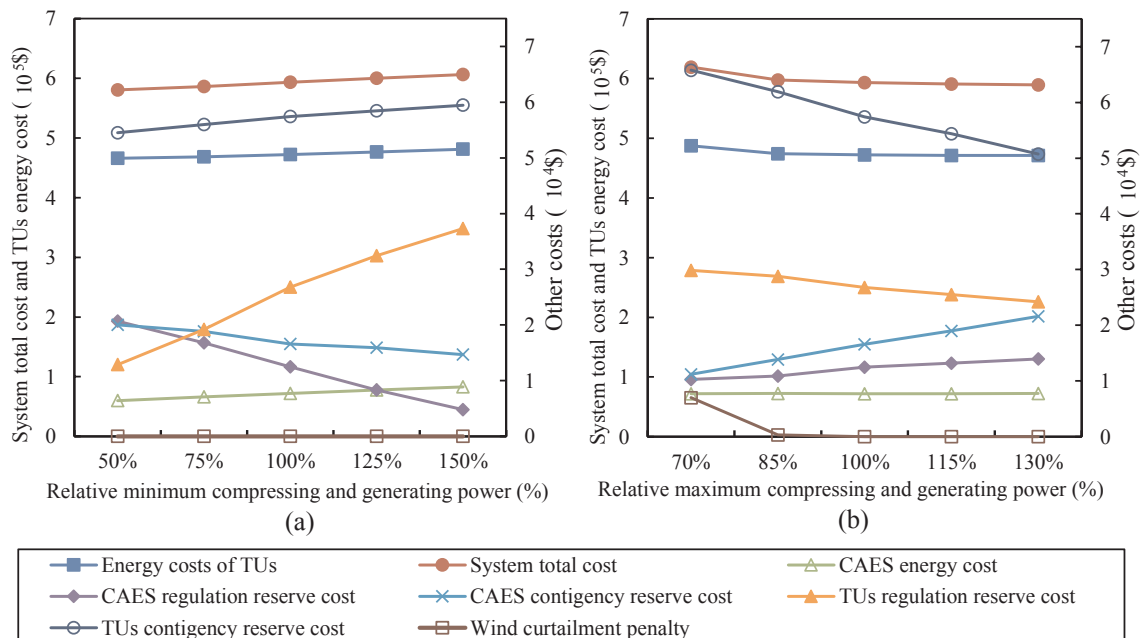 System total cost and TUs energy cost ( 10⁵$)
7
6
5
4
3
2
1
0
7
6
5
4
3
2
1
0
Other costs ( 10⁴$)
50% 75% 100% 125% 150%
Relative minimum compressing and generating power (%)
(a)
System total cost and TUs energy cost ( 10⁵$)
7
6
5
4
3
2
1
0
7
6
5
4
3
2
1
0
Other costs ( 10⁴$)
70% 85% 100% 115% 130%
Relative maximum compressing and generating power (%)
(b)
Energy costs of TUs System total cost CAES energy cost
CAES regulation reserve cost CAES contigency reserve cost TUs regulation reserve cost
TUs contigency reserve cost Wind curtailment penalty